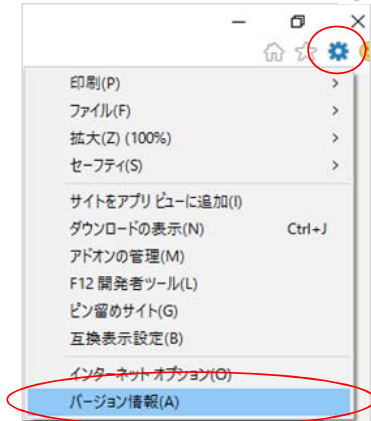 印刷(P)
ファイル(F)
拡大(Z) (100%)
セーフティ(S)
サイトをアプリ ビューに追加(I)
ダウンロードの表示(N) Ctrl+J
アドオンの管理(M)
F12 開発者ツール(L)
ピン留めサイト(G)
互換表示設定(B)
インターネット オプション(O)
バージョン情報(A)